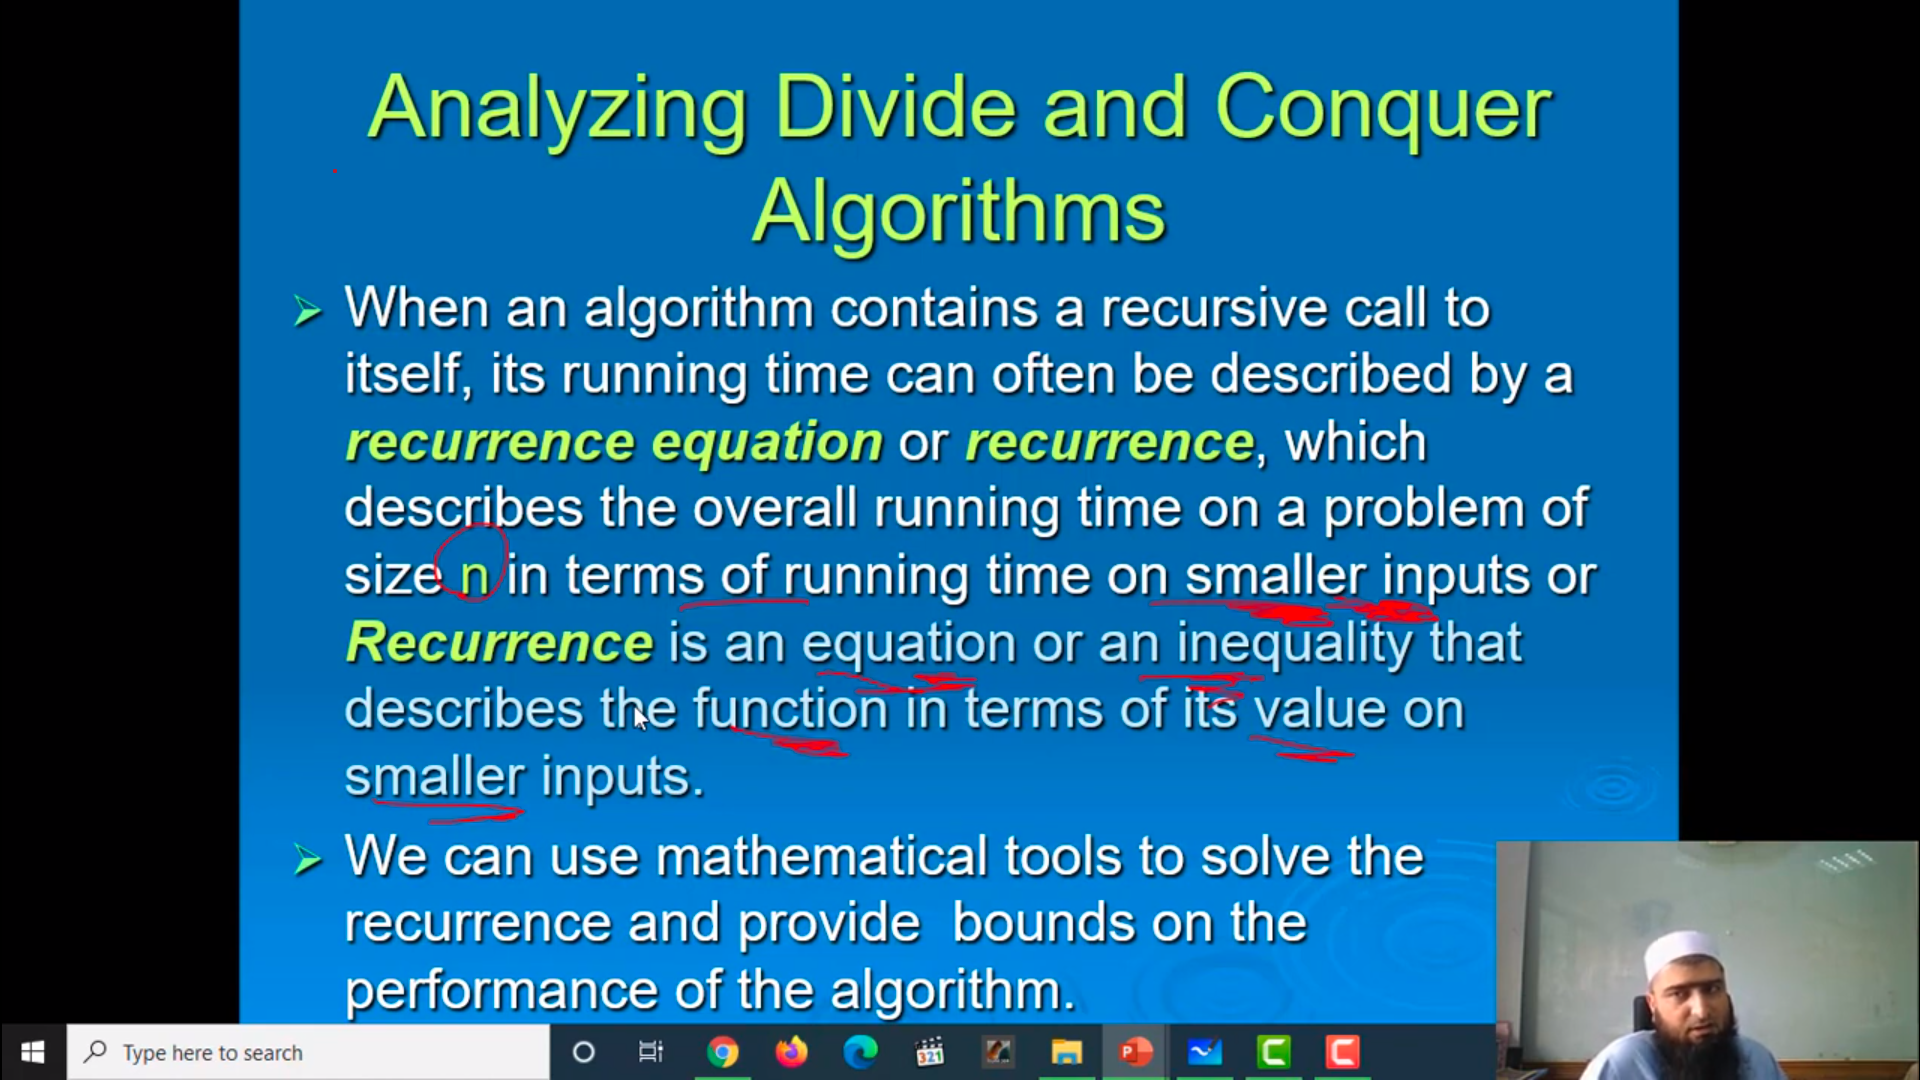 Analyzing Divide and Conquer
Algorithms
When an algorithm contains a recursive call to
itself, its running time can often be described by a
recurrence equation or recurrence, which
describes the overall running time on a problem of
size n in terms of running time on smaller inputs or
Recurrence is an equation or an inequality that
describes the function in terms of its value on
smaller inputs.
We can use mathematical tools to solve the
recurrence and provide  bounds on the
performance of the algorithm.
Type here to search
321
P
C
C